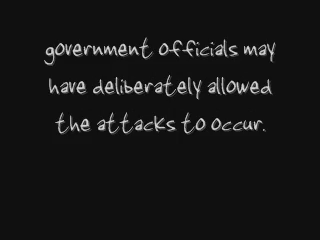 government officials may
have deliberately allowed
the attacks to occur.